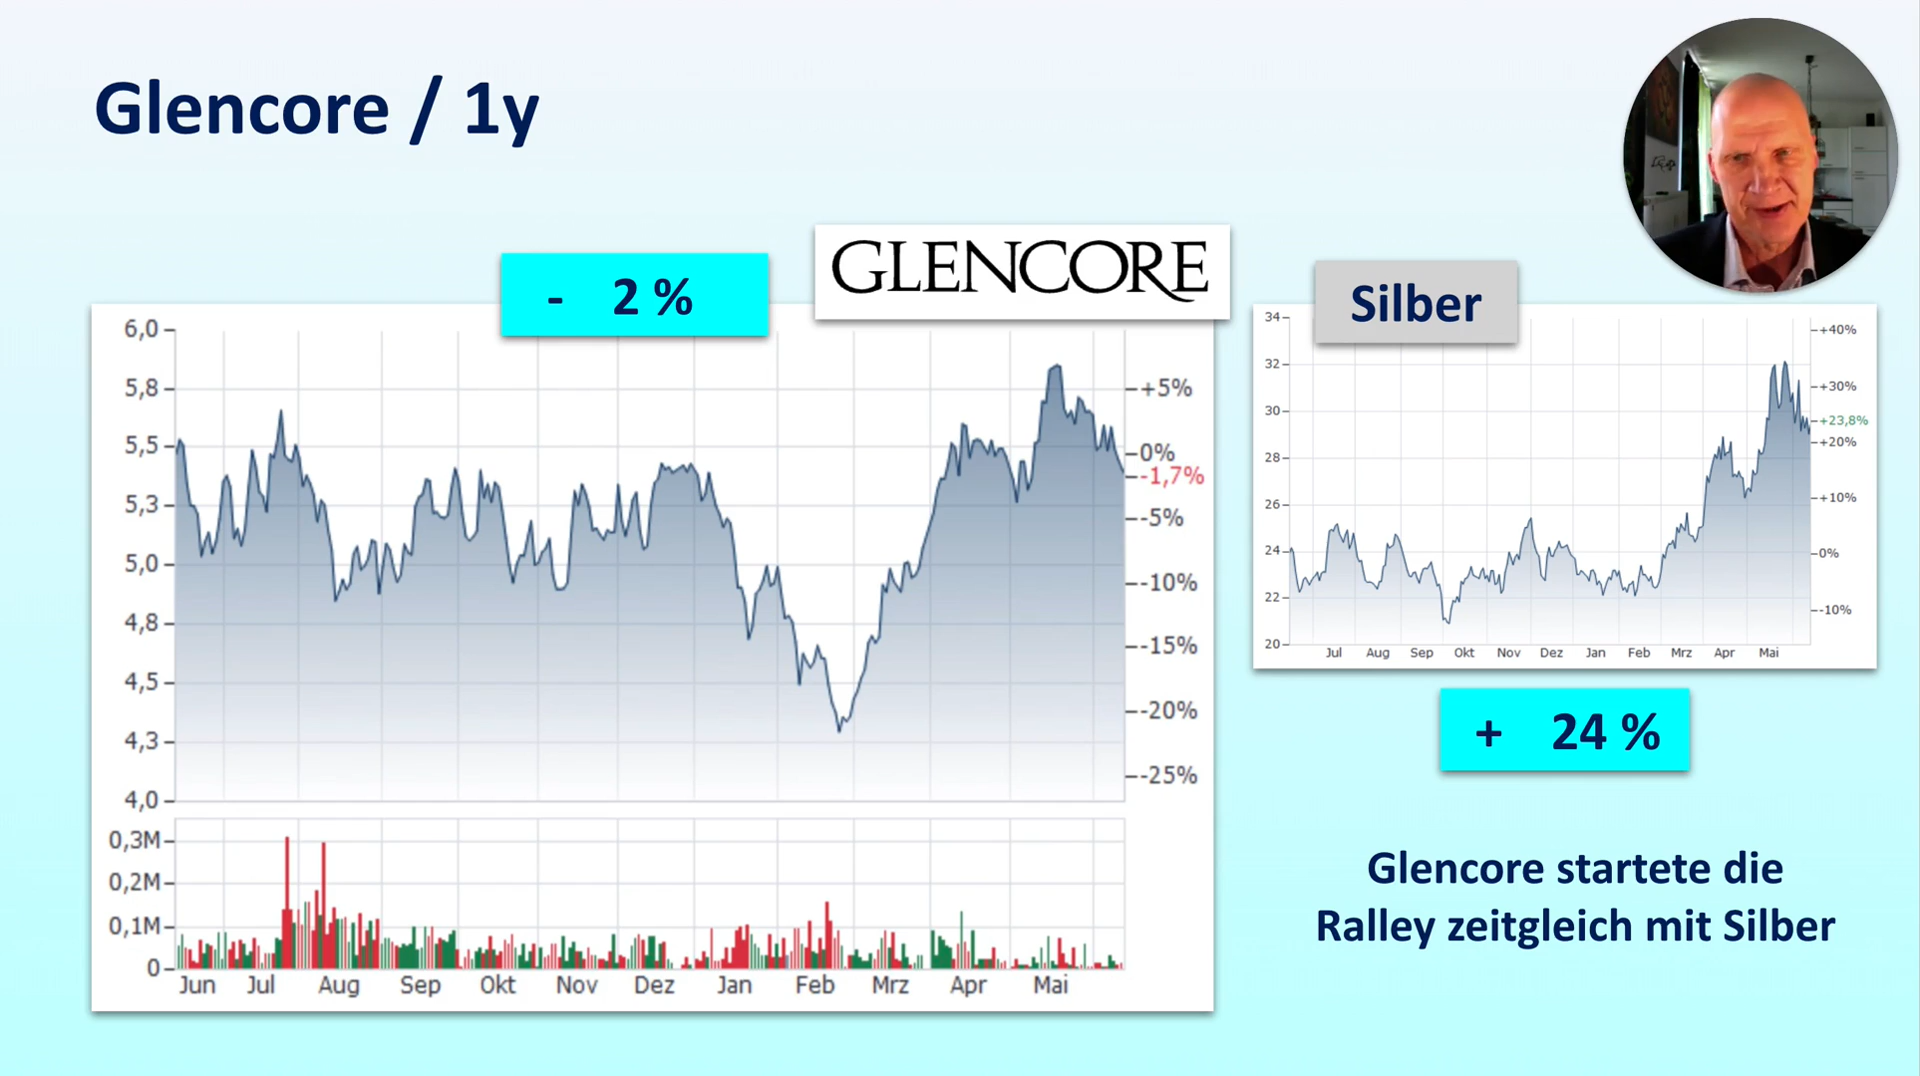 Glencore / 1y
- 2 %
GLENCORE
Silber
6,0
5,8
5,5
5,3
5,0
4,8
4,5
4,3
4,0
+5%
0%
-1,7%
-5%
-10%
-15%
-20%
-25%
0,3M
0,2M
0,1M
0
Jun Jul Aug Sep Okt Nov Dez Jan Feb Mrz Apr Mai
34
32
30
28
26
24
22
20
+40%
+30%
+23,8%
+20%
+10%
0%
-10%
Jul Aug Sep Okt Nov Dez Jan Feb Mrz Apr Mai
+ 24 %
Glencore startete die
Ralley zeitgleich mit Silber